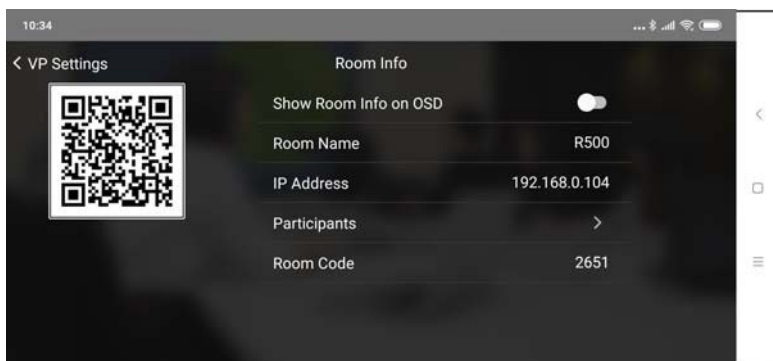 10:34
VP Settings
Room Info
Show Room Info on OSD
Room Name R500
IP Address 192.168.0.104
Participants
Room Code 2651